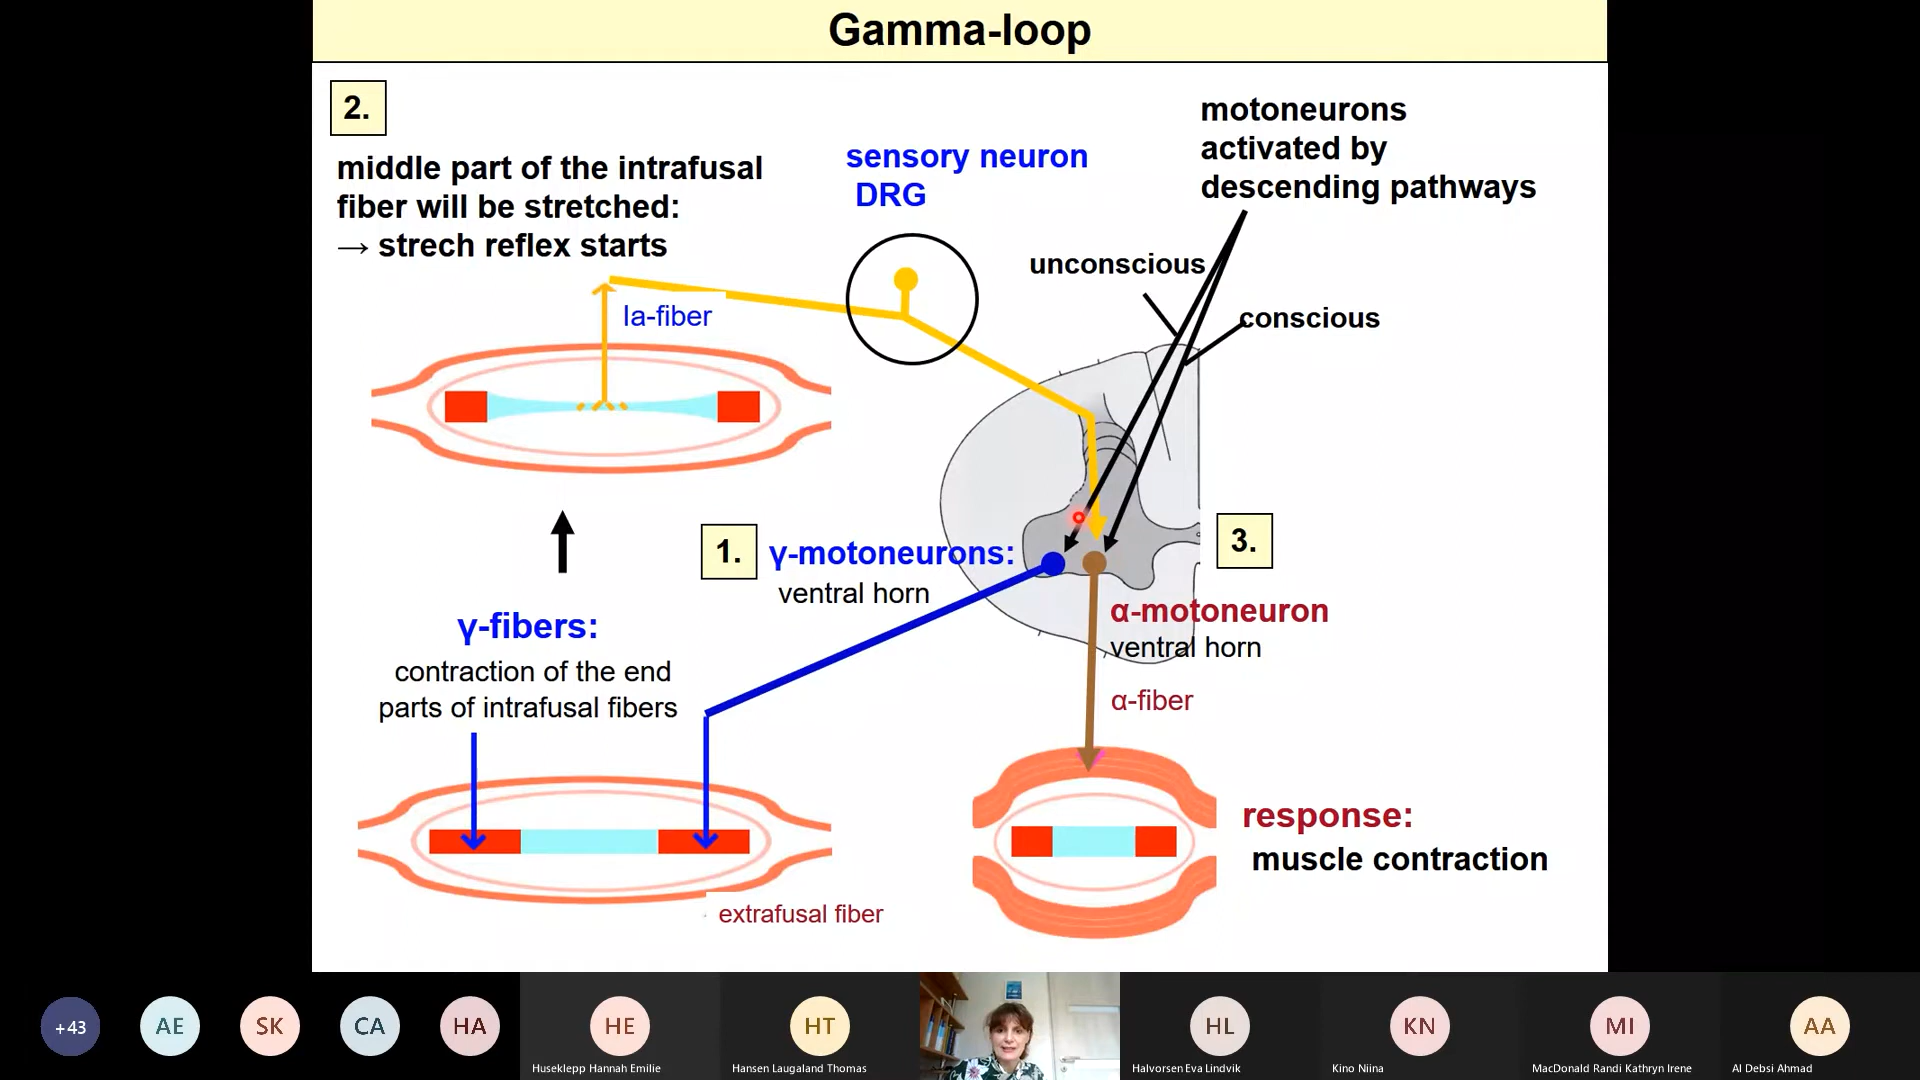 Gamma-loop
2.
middle part of the intrafusal
fiber will be stretched:
→ strech reflex starts
Ia-fiber
sensory neuron
DRG
motoneurons
activated by
descending pathways
unconscious
conscious
1.
γ-motoneurons:
ventral horn
3.
α-motoneuron
ventral horn
α-fiber
γ-fibers:
contraction of the end
parts of intrafusal fibers
extrafusal fiber
response:
muscle contraction
+43
AE
SK
CA
HA
HE
HT
HL
KN
MI
AA
Huseklepp Hannah Emilie
Hansen Laugaland Thomas
Halvorsen Eva Lindvik
Kino Niina
MacDonald Randi Kathryn Irene
Al Debsi Ahmad